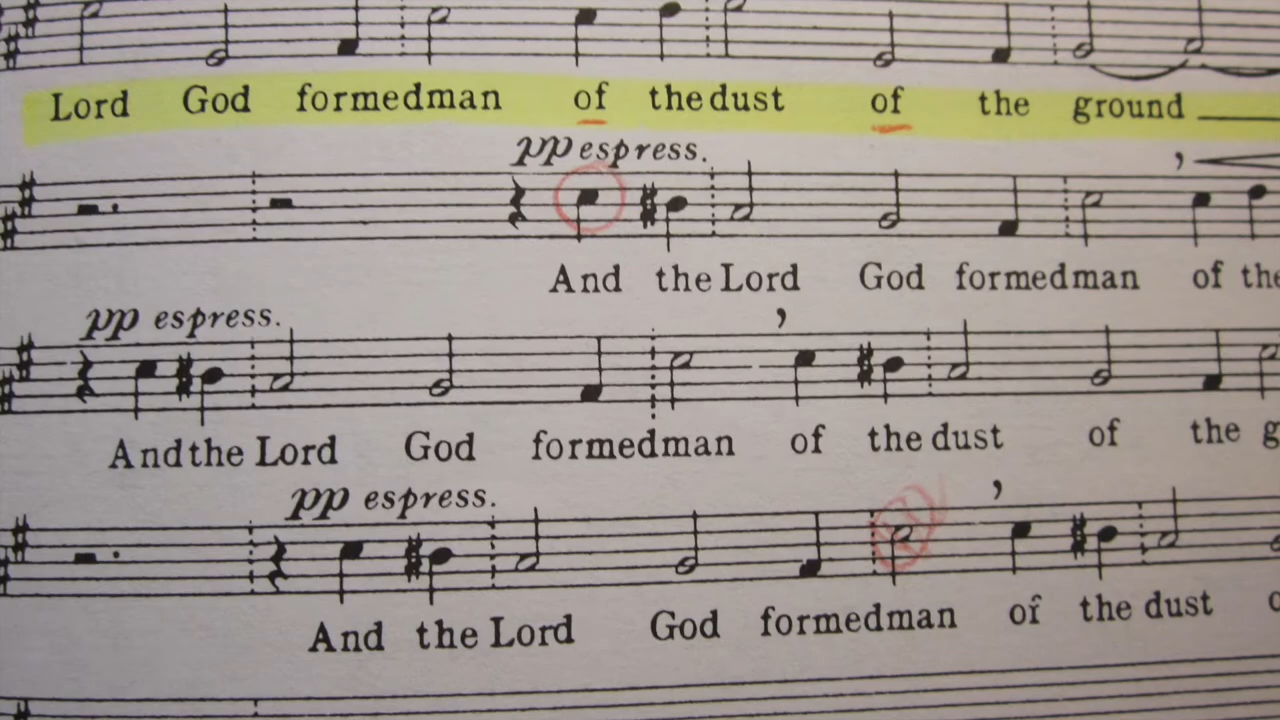 Lord God formedman of thedust of the ground
pp espress.
And the Lord God formedman of the
pp espress.
Andthe Lord God formedman of the dust of the g
pp espress.
And the Lord God formedman of the dust o